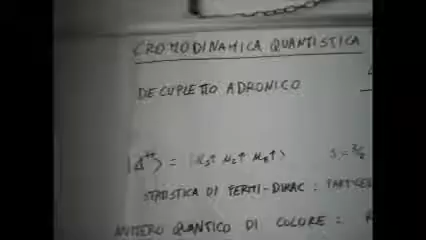 CROMODINAMICA QUANTISTICA
DECUPLETTO ADRONICO
|Δ⁺⁺⟩ = | u↑ u↑ u↑ ⟩ S = 3/2
STATISTICA DI FERMI-DIRAC :
NUMERO QUANTICO DI COLORE : R